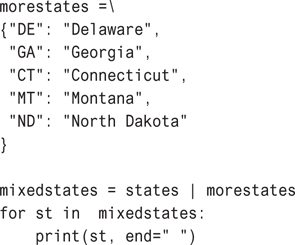 morestates =\
{"DE": "Delaware",
 "GA": "Georgia",
 "CT": "Connecticut",
 "MT": "Montana",
 "ND": "North Dakota"
}

mixedstates = states | morestates
for st in  mixedstates:
    print(st, end=" ")